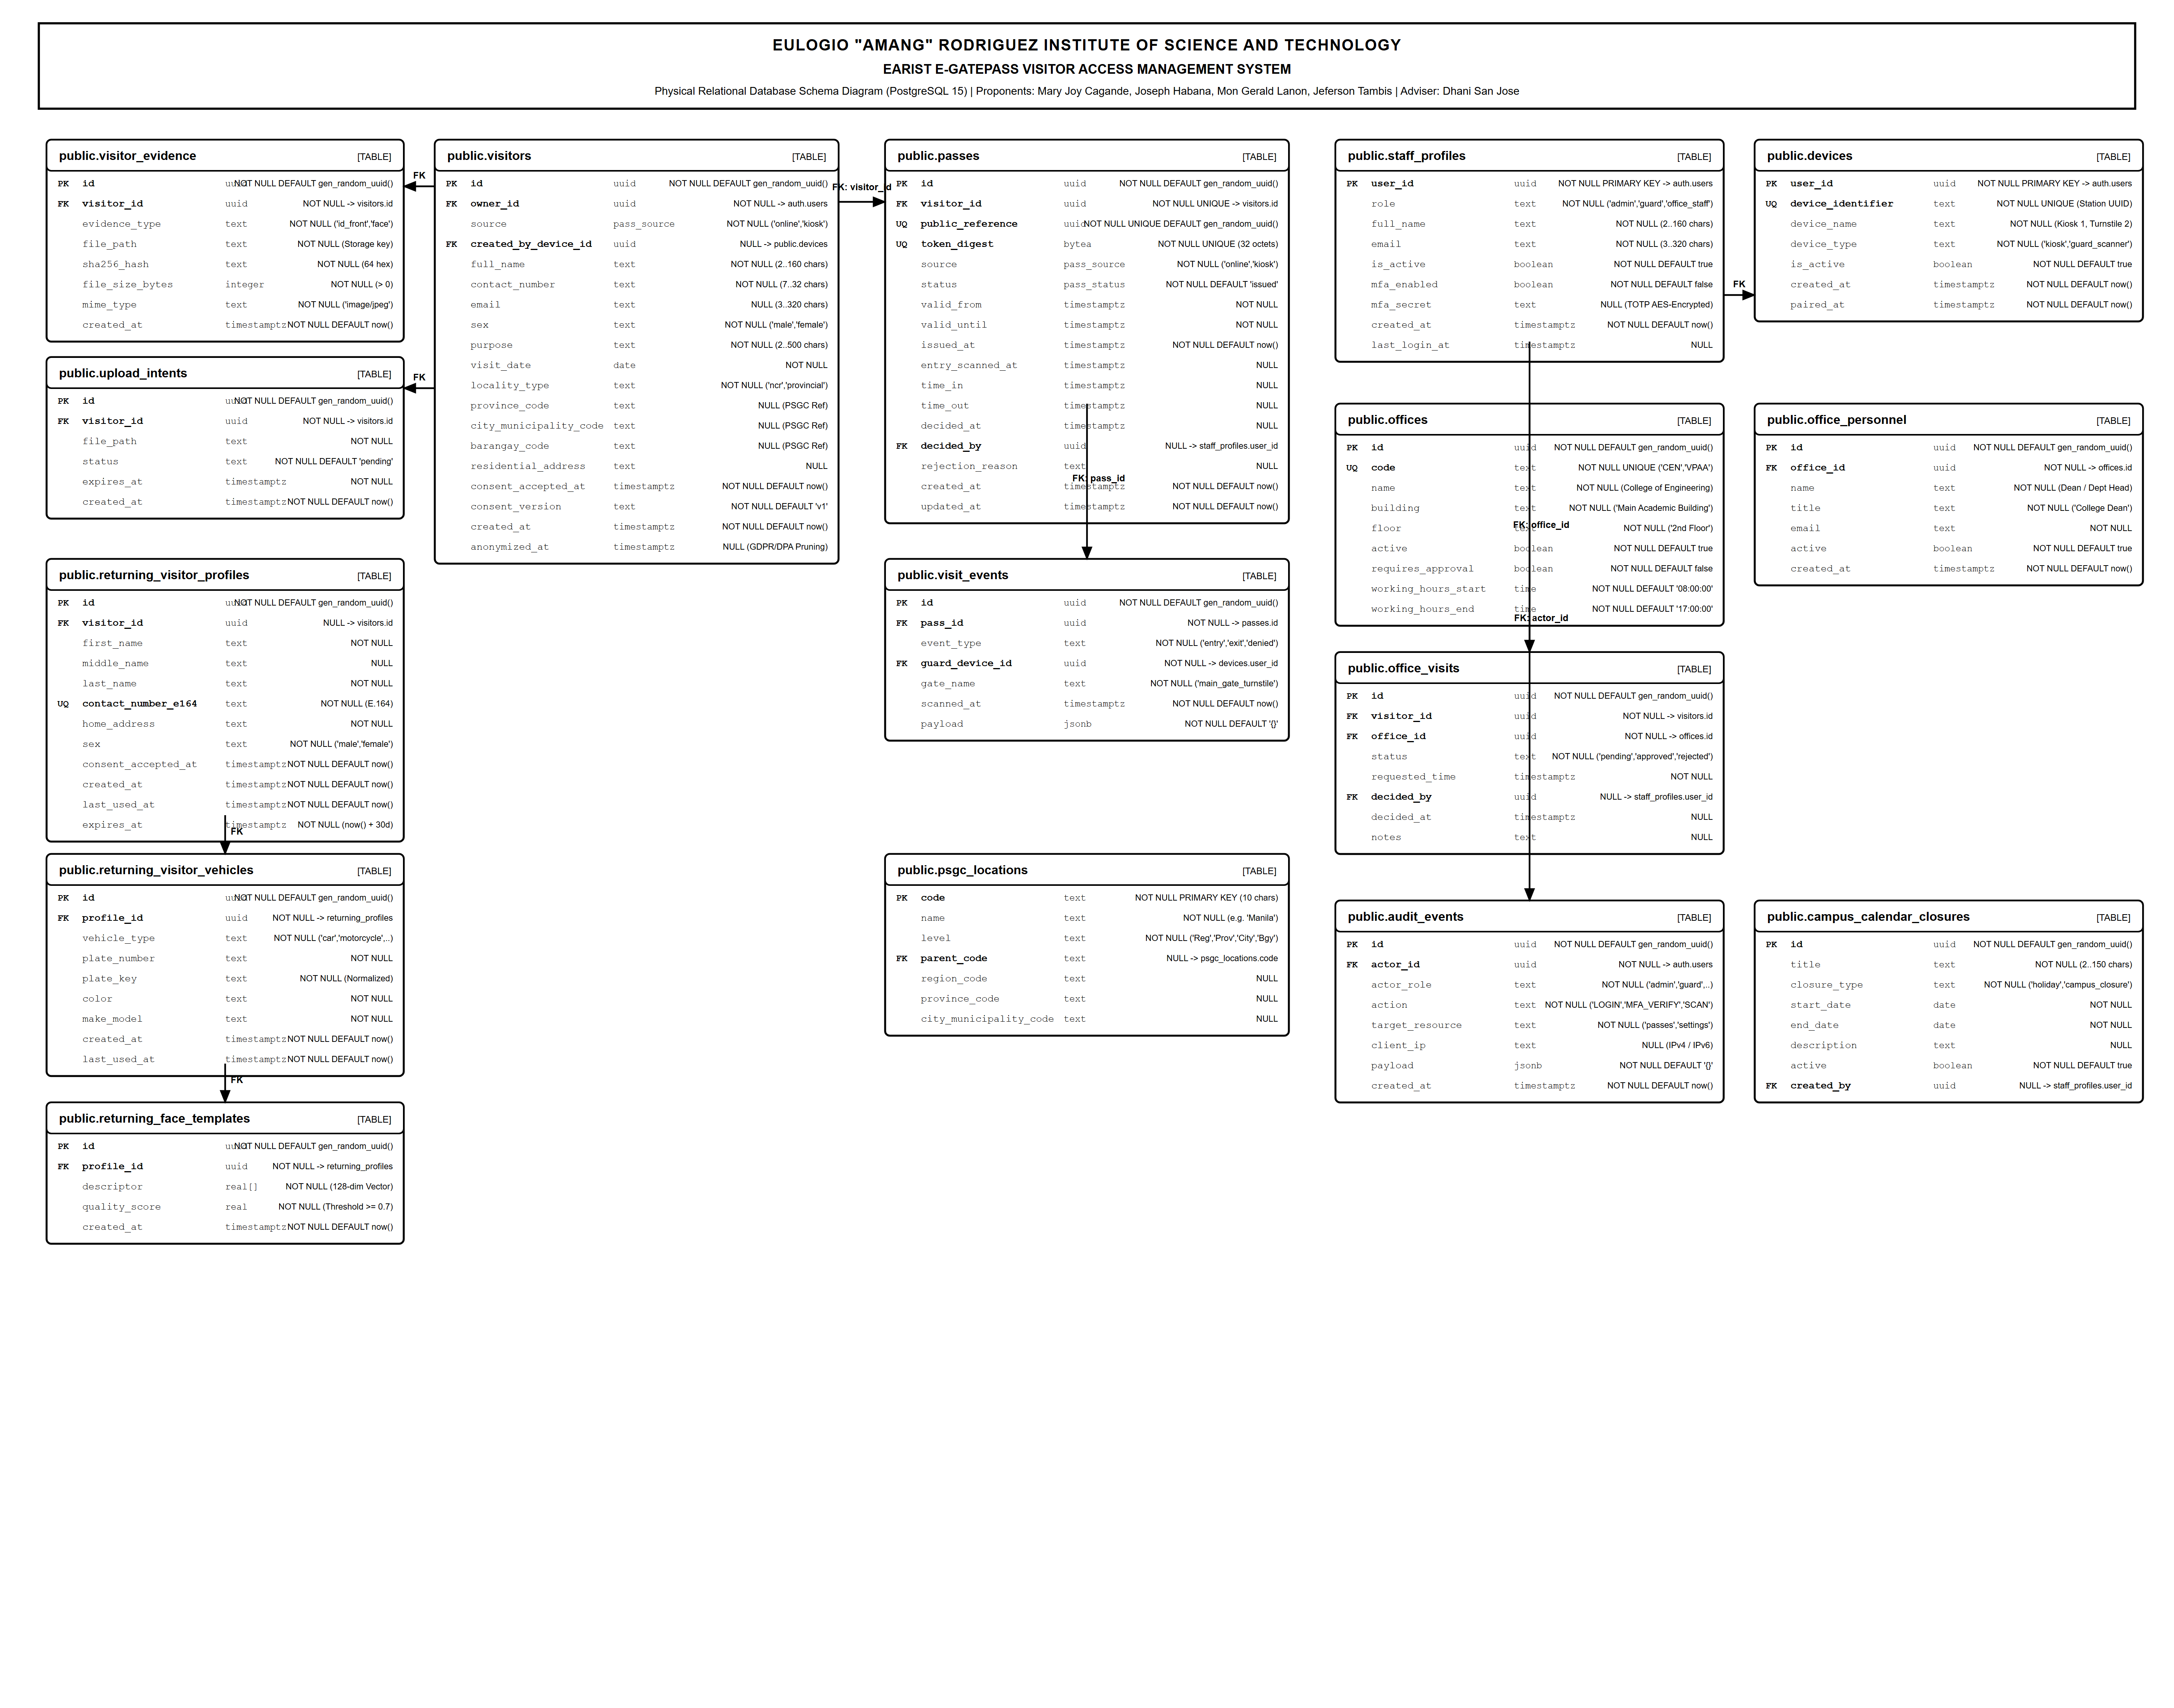 EULOGIO "AMANG" RODRIGUEZ INSTITUTE OF SCIENCE AND TECHNOLOGY
EARIST E-GATEPASS VISITOR ACCESS MANAGEMENT SYSTEM
Physical Relational Database Schema Diagram (PostgreSQL 15) | Proponents: Mary Joy Cagande, Joseph Habana, Mon Gerald Lanon, Jeferson Tambis | Adviser: Dhani San Jose
public.visitor_evidence [TABLE]
PK id uuid NOT NULL DEFAULT gen_random_uuid()
FK visitor_id uuid NOT NULL -> visitors.id
evidence_type text NOT NULL ('id_front','face')
file_path text NOT NULL (Storage key)
sha256_hash text NOT NULL (64 hex)
file_size_bytes integer NOT NULL (> 0)
mime_type text NOT NULL ('image/jpeg')
created_at timestamptz NOT NULL DEFAULT now()
FK
public.upload_intents [TABLE]
PK id uuid NOT NULL DEFAULT gen_random_uuid()
FK visitor_id uuid NOT NULL -> visitors.id
file_path text NOT NULL
status text NOT NULL DEFAULT 'pending'
expires_at timestamptz NOT NULL
created_at timestamptz NOT NULL DEFAULT now()
FK
public.returning_visitor_profiles [TABLE]
PK id uuid NOT NULL DEFAULT gen_random_uuid()
FK visitor_id uuid NULL -> visitors.id
first_name text NOT NULL
middle_name text NULL
last_name text NOT NULL
UQ contact_number_e164 text NOT NULL (E.164)
home_address text NOT NULL
sex text NOT NULL ('male','female')
consent_accepted_at timestamptz NOT NULL DEFAULT now()
created_at timestamptz NOT NULL DEFAULT now()
last_used_at timestamptz NOT NULL DEFAULT now()
expires_at timestamptz NOT NULL (now() + 30d)
FK
public.returning_visitor_vehicles [TABLE]
PK id uuid NOT NULL DEFAULT gen_random_uuid()
FK profile_id uuid NOT NULL -> returning_profiles
vehicle_type text NOT NULL ('car','motorcycle',..)
plate_number text NOT NULL
plate_key text NOT NULL (Normalized)
color text NOT NULL
make_model text NOT NULL
created_at timestamptz NOT NULL DEFAULT now()
last_used_at timestamptz NOT NULL DEFAULT now()
FK
public.returning_face_templates [TABLE]
PK id uuid NOT NULL DEFAULT gen_random_uuid()
FK profile_id uuid NOT NULL -> returning_profiles
descriptor real[] NOT NULL (128-dim Vector)
quality_score real NOT NULL (Threshold >= 0.7)
created_at timestamptz NOT NULL DEFAULT now()
public.visitors [TABLE]
PK id uuid NOT NULL DEFAULT gen_random_uuid()
FK owner_id uuid NOT NULL -> auth.users
source pass_source NOT NULL ('online','kiosk')
FK created_by_device_id uuid NULL -> public.devices
full_name text NOT NULL (2..160 chars)
contact_number text NOT NULL (7..32 chars)
email text NULL (3..320 chars)
sex text NOT NULL ('male','female')
purpose text NOT NULL (2..500 chars)
visit_date date NOT NULL
locality_type text NOT NULL ('ncr','provincial')
province_code text NULL (PSGC Ref)
city_municipality_code text NULL (PSGC Ref)
barangay_code text NULL (PSGC Ref)
residential_address text NULL
consent_accepted_at timestamptz NOT NULL DEFAULT now()
consent_version text NOT NULL DEFAULT 'v1'
created_at timestamptz NOT NULL DEFAULT now()
anonymized_at timestamptz NULL (GDPR/DPA Pruning)
FK: visitor_id
public.passes [TABLE]
PK id uuid NOT NULL DEFAULT gen_random_uuid()
FK visitor_id uuid NOT NULL UNIQUE -> visitors.id
UQ public_reference uuid NOT NULL UNIQUE DEFAULT gen_random_uuid()
UQ token_digest bytea NOT NULL UNIQUE (32 octets)
source pass_source NOT NULL ('online','kiosk')
status pass_status NOT NULL DEFAULT 'issued'
valid_from timestamptz NOT NULL
valid_until timestamptz NOT NULL
issued_at timestamptz NOT NULL DEFAULT now()
entry_scanned_at timestamptz NULL
time_in timestamptz NULL
time_out timestamptz NULL
decided_at timestamptz NULL
FK decided_by uuid NULL -> staff_profiles.user_id
rejection_reason text NULL
FK: pass_id
created_at timestamptz NOT NULL DEFAULT now()
updated_at timestamptz NOT NULL DEFAULT now()
public.visit_events [TABLE]
PK id uuid NOT NULL DEFAULT gen_random_uuid()
FK pass_id uuid NOT NULL -> passes.id
event_type text NOT NULL ('entry','exit','denied')
FK guard_device_id uuid NOT NULL -> devices.user_id
gate_name text NOT NULL ('main_gate_turnstile')
scanned_at timestamptz NOT NULL DEFAULT now()
payload jsonb NOT NULL DEFAULT '{}'
public.psgc_locations [TABLE]
PK code text NOT NULL PRIMARY KEY (10 chars)
name text NOT NULL (e.g. 'Manila')
level text NOT NULL ('Reg','Prov','City','Bgy')
FK parent_code text NULL -> psgc_locations.code
region_code text NULL
province_code text NULL
city_municipality_code text NULL
public.staff_profiles [TABLE]
PK user_id uuid NOT NULL PRIMARY KEY -> auth.users
role text NOT NULL ('admin','guard','office_staff')
full_name text NOT NULL (2..160 chars)
email text NOT NULL (3..320 chars)
is_active boolean NOT NULL DEFAULT true
mfa_enabled boolean NOT NULL DEFAULT false
mfa_secret text NULL (TOTP AES-Encrypted)
created_at timestamptz NOT NULL DEFAULT now()
last_login_at timestamptz NULL
FK
public.offices [TABLE]
PK id uuid NOT NULL DEFAULT gen_random_uuid()
UQ code text NOT NULL UNIQUE ('CEN','VPAA')
name text NOT NULL (College of Engineering)
building text NOT NULL ('Main Academic Building')
FK: office_id
floor text NOT NULL ('2nd Floor')
active boolean NOT NULL DEFAULT true
requires_approval boolean NOT NULL DEFAULT false
working_hours_start time NOT NULL DEFAULT '08:00:00'
working_hours_end time NOT NULL DEFAULT '17:00:00'
FK: actor_id
public.office_visits [TABLE]
PK id uuid NOT NULL DEFAULT gen_random_uuid()
FK visitor_id uuid NOT NULL -> visitors.id
FK office_id uuid NOT NULL -> offices.id
status text NOT NULL ('pending','approved','rejected')
requested_time timestamptz NOT NULL
FK decided_by uuid NULL -> staff_profiles.user_id
decided_at timestamptz NULL
notes text NULL
public.audit_events [TABLE]
PK id uuid NOT NULL DEFAULT gen_random_uuid()
FK actor_id uuid NOT NULL -> auth.users
actor_role text NOT NULL ('admin','guard',..)
action text NOT NULL ('LOGIN','MFA_VERIFY','SCAN')
target_resource text NOT NULL ('passes','settings')
client_ip text NULL (IPv4 / IPv6)
payload jsonb NOT NULL DEFAULT '{}'
created_at timestamptz NOT NULL DEFAULT now()
public.devices [TABLE]
PK user_id uuid NOT NULL PRIMARY KEY -> auth.users
UQ device_identifier text NOT NULL UNIQUE (Station UUID)
device_name text NOT NULL (Kiosk 1, Turnstile 2)
device_type text NOT NULL ('kiosk','guard_scanner')
is_active boolean NOT NULL DEFAULT true
created_at timestamptz NOT NULL DEFAULT now()
paired_at timestamptz NOT NULL DEFAULT now()
public.office_personnel [TABLE]
PK id uuid NOT NULL DEFAULT gen_random_uuid()
FK office_id uuid NOT NULL -> offices.id
name text NOT NULL (Dean / Dept Head)
title text NOT NULL ('College Dean')
email text NOT NULL
active boolean NOT NULL DEFAULT true
created_at timestamptz NOT NULL DEFAULT now()
public.campus_calendar_closures [TABLE]
PK id uuid NOT NULL DEFAULT gen_random_uuid()
title text NOT NULL (2..150 chars)
closure_type text NOT NULL ('holiday','campus_closure')
start_date date NOT NULL
end_date date NOT NULL
description text NULL
active boolean NOT NULL DEFAULT true
FK created_by uuid NULL -> staff_profiles.user_id